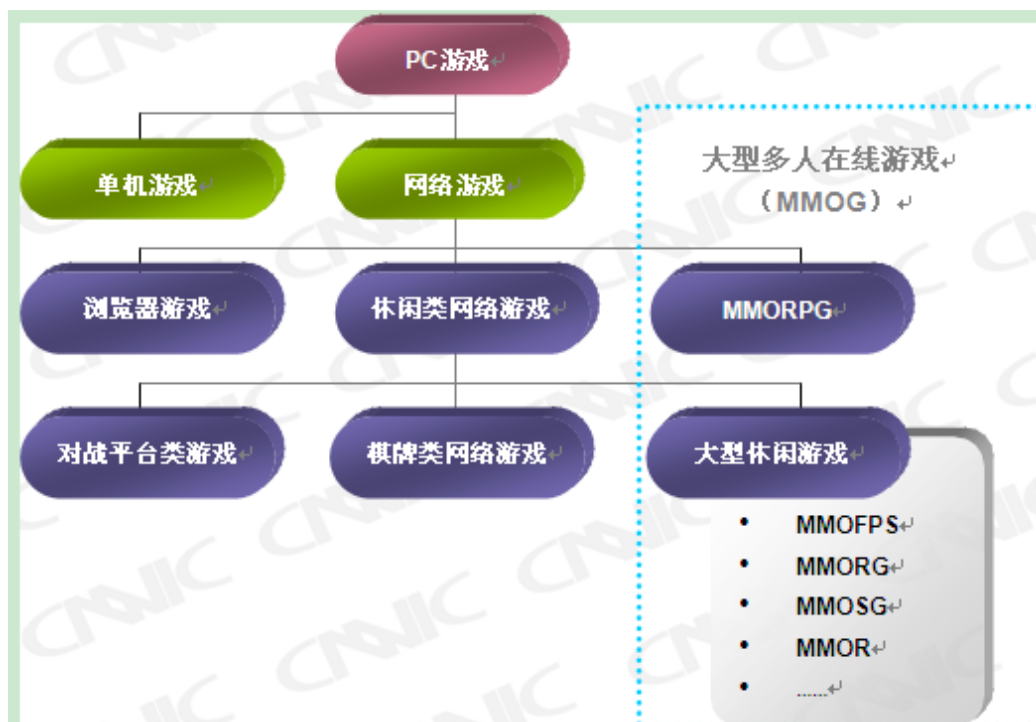 PC游戏
单机游戏
网络游戏
大型多人在线游戏
（MMOG）
浏览器游戏
休闲类网络游戏
MMORPG
对战平台类游戏
棋牌类网络游戏
大型休闲游戏
• MMOFPS
• MMORG
• MMOSG
• MMOR
• ……
CNNIC